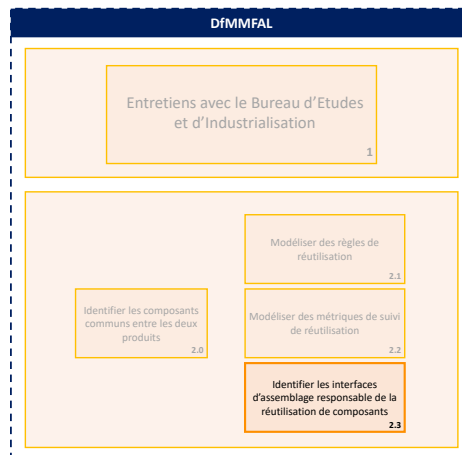 DfMMFAL
Entretiens avec le Bureau d'Etudes
et d'Industrialisation
1
Modéliser des règles de
réutilisation
2.1
Identifier les composants
communs entre les deux
produits
2.0
Modéliser des métriques de suivi
de réutilisation
2.2
Identifier les interfaces
d'assemblage responsable de la
réutilisation de composants
2.3